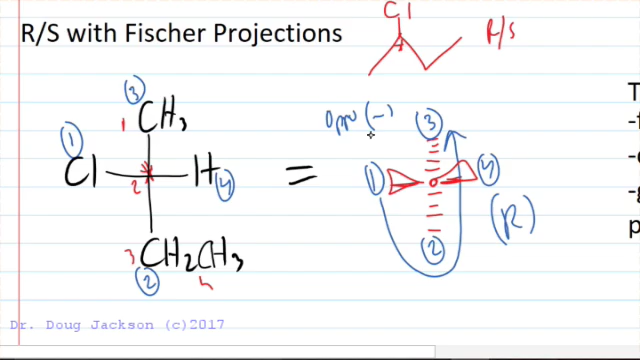 Cl
R/S with Fischer Projections
R/S
③
1 CH₃
oppo (-)
③
①
Cl
2
H
④
=
①
④
(R)
3 CH₂CH₃
②
4
②
T
-
-
-
p
Dr. Doug Jackson (c)2017